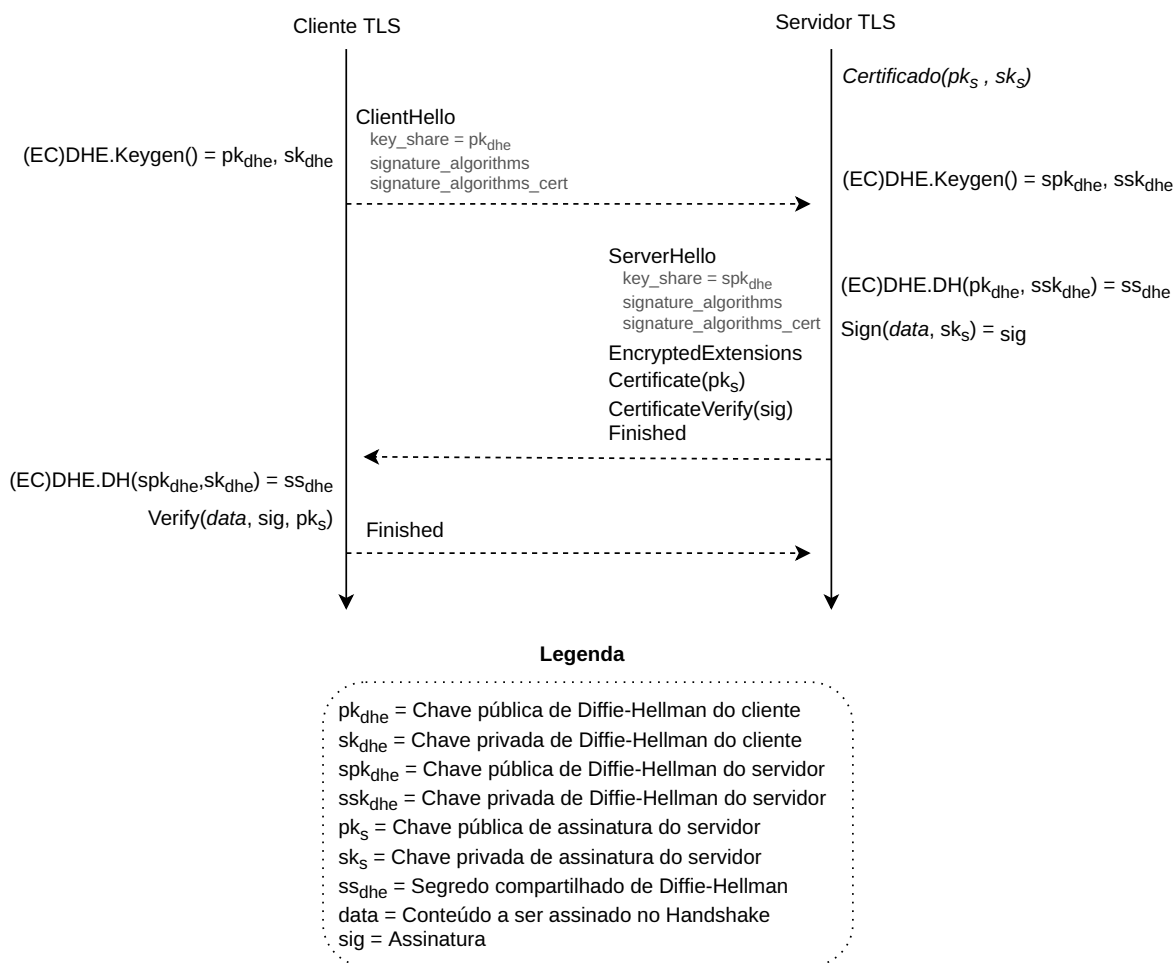 Cliente TLS
Servidor TLS
Certificado(pks , sks)
ClientHello
key_share = pkdhe
signature_algorithms
signature_algorithms_cert
(EC)DHE.Keygen() = pkdhe, skdhe
(EC)DHE.Keygen() = spkdhe, sskdhe
ServerHello
key_share = spkdhe
signature_algorithms
signature_algorithms_cert
EncryptedExtensions
Certificate(pks)
CertificateVerify(sig)
Finished
(EC)DHE.DH(pkdhe, sskdhe) = ssdhe
Sign(data, sks) = sig
(EC)DHE.DH(spkdhe,skdhe) = ssdhe
Verify(data, sig, pks)
Finished
Legenda
pkdhe = Chave pública de Diffie-Hellman do cliente
skdhe = Chave privada de Diffie-Hellman do cliente
spkdhe = Chave pública de Diffie-Hellman do servidor
sskdhe = Chave privada de Diffie-Hellman do servidor
pks = Chave pública de assinatura do servidor
sks = Chave privada de assinatura do servidor
ssdhe = Segredo compartilhado de Diffie-Hellman
data = Conteúdo a ser assinado no Handshake
sig = Assinatura